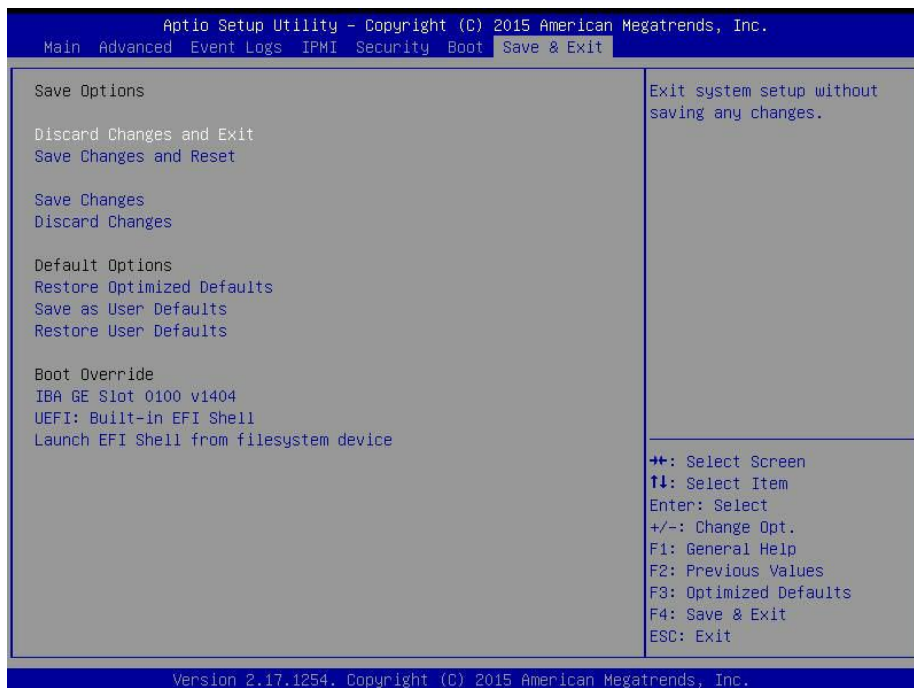 Aptio Setup Utility – Copyright (C) 2015 American Megatrends, Inc.
Main Advanced Event Logs IPMI Security Boot Save & Exit
Save Options
Discard Changes and Exit
Save Changes and Reset
Save Changes
Discard Changes
Default Options
Restore Optimized Defaults
Save as User Defaults
Restore User Defaults
Boot Override
IBA GE Slot 0100 v1404
UEFI: Built-in EFI Shell
Launch EFI Shell from filesystem device
Exit system setup without
saving any changes.
→←: Select Screen
↑↓: Select Item
Enter: Select
+/-: Change Opt.
F1: General Help
F2: Previous Values
F3: Optimized Defaults
F4: Save & Exit
ESC: Exit
Version 2.17.1254. Copyright (C) 2015 American Megatrends, Inc.